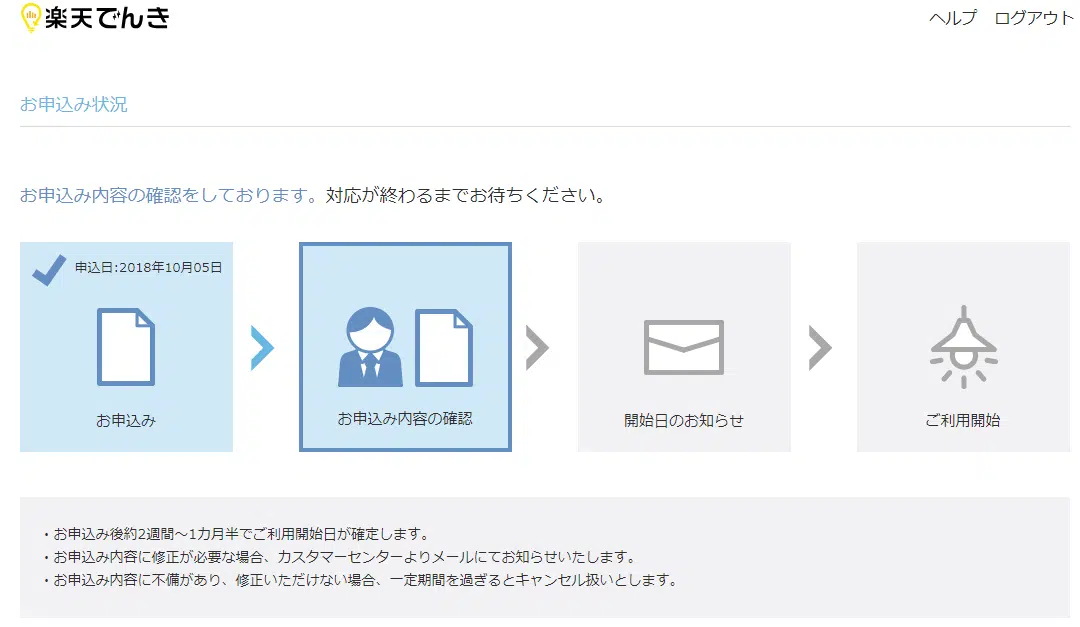 楽天でんき
ヘルプ ログアウト
お申込み状況
お申込み内容の確認をしております。対応が終わるまでお待ちください。
申込日:2018年10月05日
お申込み
お申込み内容の確認
開始日のお知らせ
ご利用開始
・お申込み後約2週間～1カ月半でご利用開始日が確定します。
・お申込み内容に修正が必要な場合、カスタマーセンターよりメールにてお知らせいたします。
・お申込み内容に不備があり、修正いただけない場合、一定期間を過ぎるとキャンセル扱いとします。